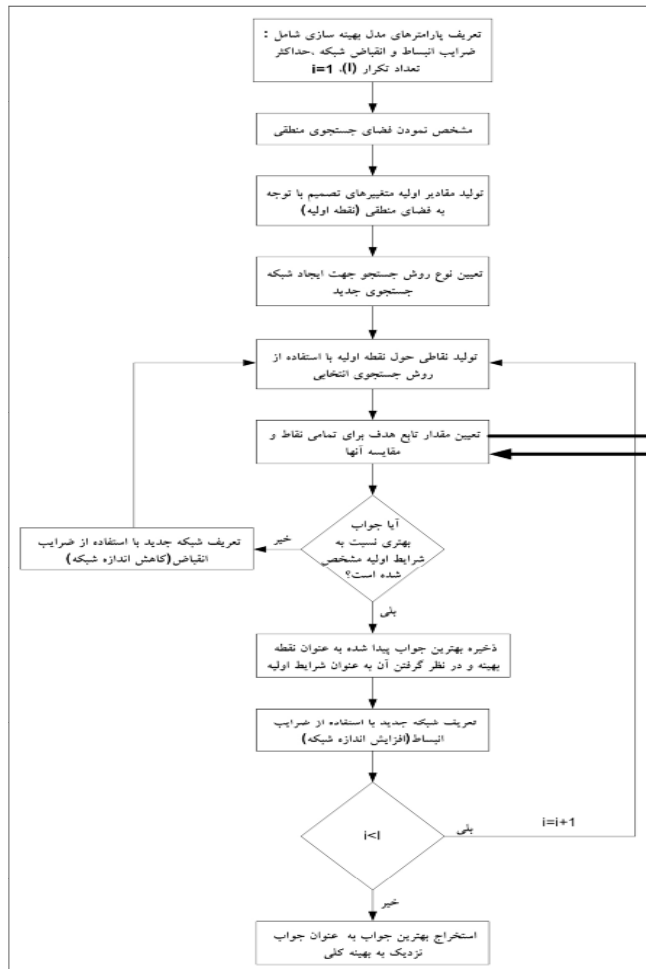 تعریف پارامترهای مدل بهینه سازی شامل :
ضرایب انبساط و انقباض شبکه ،حداکثر
تعداد تکرار (I)، i=1
مشخص نمودن فضای جستجوی منطقی
تولید مقادیر اولیه متغییرهای تصمیم با توجه
به فضای منطقی (نقطه اولیه)
تعیین نوع روش جستجو جهت ایجاد شبکه
جستجوی جدید
تولید نقاطی حول نقطه اولیه با استفاده از
روش جستجوی انتخابی
تعیین مقدار تابع هدف برای تمامی نقاط و
مقایسه آنها
آیا جواب
بهتری نسبت به
شرایط اولیه مشخص
شده است؟
خیر
تعریف شبکه جدید با استفاده از ضرایب
انقباض(کاهش اندازه شبکه)
بلی
ذخیره بهترین جواب پیدا شده به عنوان نقطه
بهینه و در نظر گرفتن آن به عنوان شرایط اولیه
تعریف شبکه جدید با استفاده از ضرایب
انبساط(افزایش اندازه شبکه)
i<I
بلی
i=i+1
خیر
استخراج بهترین جواب به عنوان جواب
نزدیک به بهینه کلی